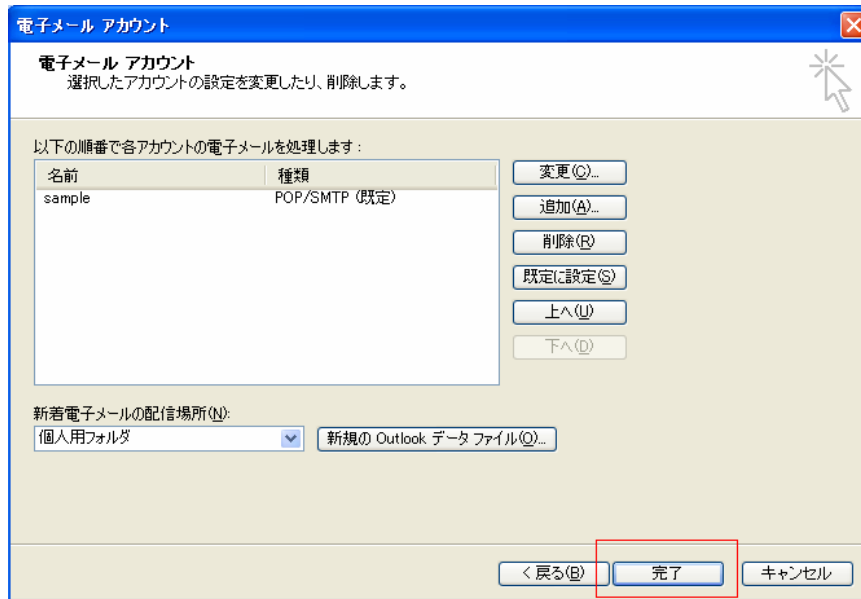 電子メール アカウント
電子メール アカウント
選択したアカウントの設定を変更したり、削除します。
以下の順番で各アカウントの電子メールを処理します:
名前 種類
sample POP/SMTP (既定)
変更(C)...
追加(A)...
削除(R)
既定に設定(S)
上へ(U)
下へ(D)
新着電子メールの配信場所(N):
個人用フォルダ
新規の Outlook データ ファイル(O)...
< 戻る(B)
完了
キャンセル